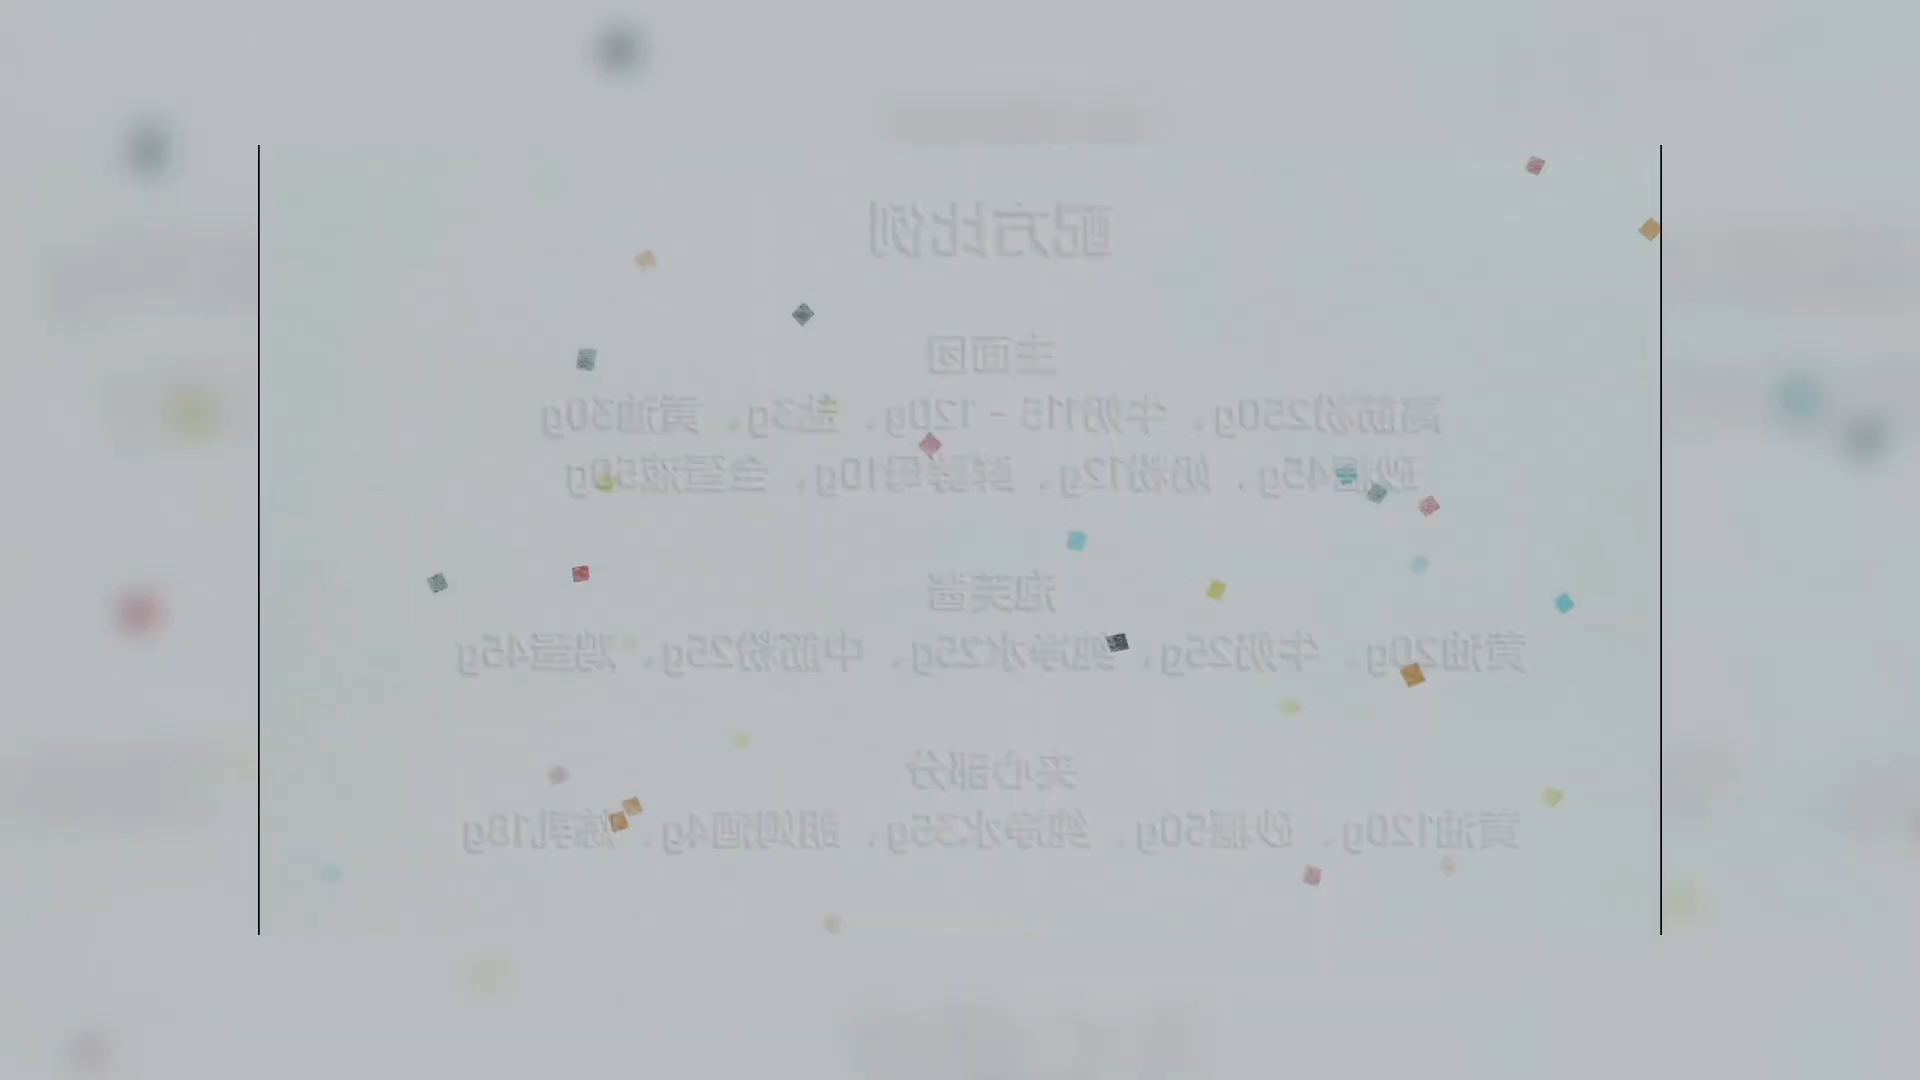 配方比例
主面团
高筋粉250g、牛奶115－120g、盐3g、黄油30g
砂糖45g、奶粉12g、鲜酵母10g、全蛋液50g
泡芙酱
黄油20g、牛奶25g、纯净水25g、中筋粉25g、鸡蛋45g
夹心部分
黄油120g、砂糖50g、纯净水35g、朗姆酒4g、炼乳18g